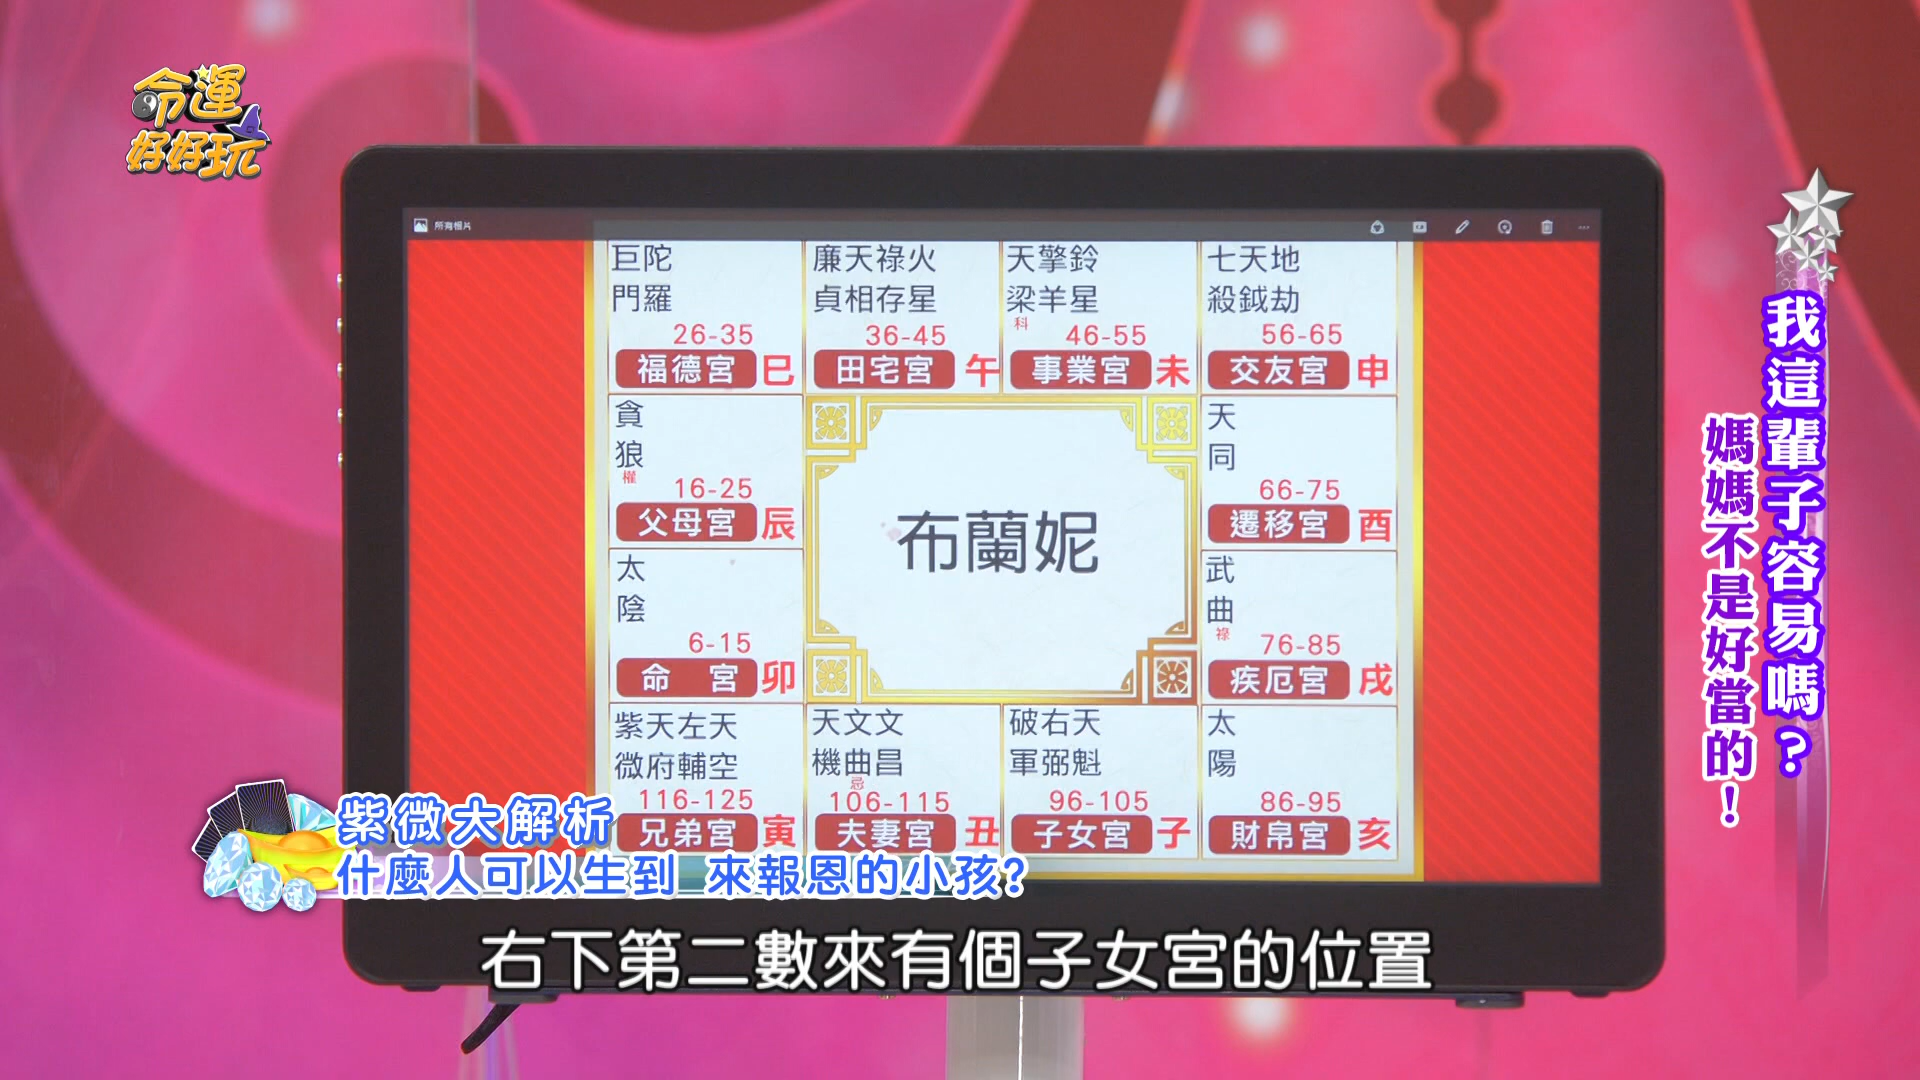 命運
好好玩
所有相片
巨陀
門羅
26-35
福德宮 巳
廉天祿火
貞相存星
36-45
田宅宮 午
天擎鈴
梁羊星
科
46-55
事業宮 未
七天地
殺鉞劫
56-65
交友宮 申
貪
狼
權
16-25
父母宮 辰
布蘭妮
天
同
66-75
遷移宮 酉
太
陰
6-15
命 宮 卯
武
曲
祿
76-85
疾厄宮 戌
紫天左天
微府輔空
116-125
兄弟宮 寅
天文文
機曲昌
忌
106-115
夫妻宮 丑
破右天
軍弼魁
96-105
子女宮 子
太
陽
86-95
財帛宮 亥
我這輩子容易嗎?
媽媽不是好當的!
紫微大解析
什麼人可以生到 來報恩的小孩?
右下第二數來有個子女宮的位置